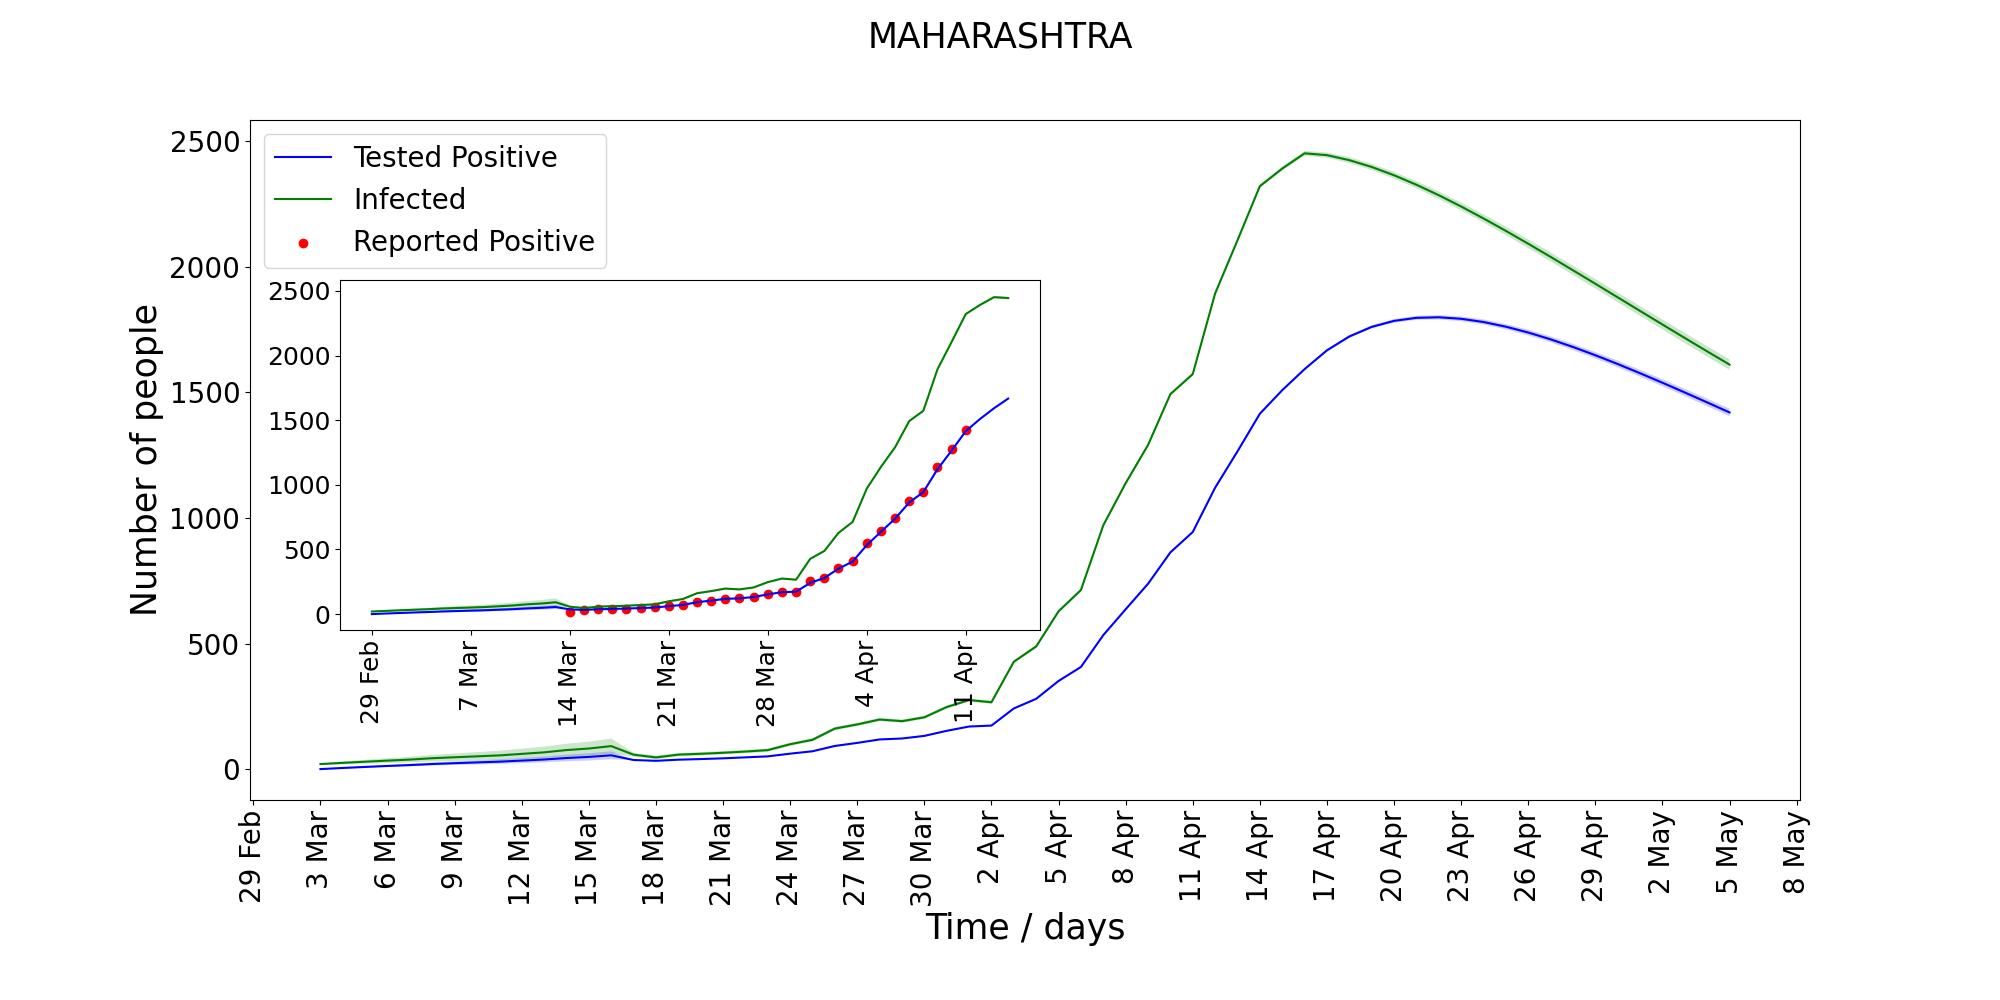 MAHARASHTRA
Tested Positive
Infected
Reported Positive
Number of people
2500
2000
1500
1000
500
0
2500
2000
1500
1000
500
0
29 Feb
7 Mar
14 Mar
21 Mar
28 Mar
4 Apr
11 Apr
29 Feb
3 Mar
6 Mar
9 Mar
12 Mar
15 Mar
18 Mar
21 Mar
24 Mar
27 Mar
30 Mar
2 Apr
5 Apr
8 Apr
11 Apr
14 Apr
17 Apr
20 Apr
23 Apr
26 Apr
29 Apr
2 May
5 May
8 May
Time / days